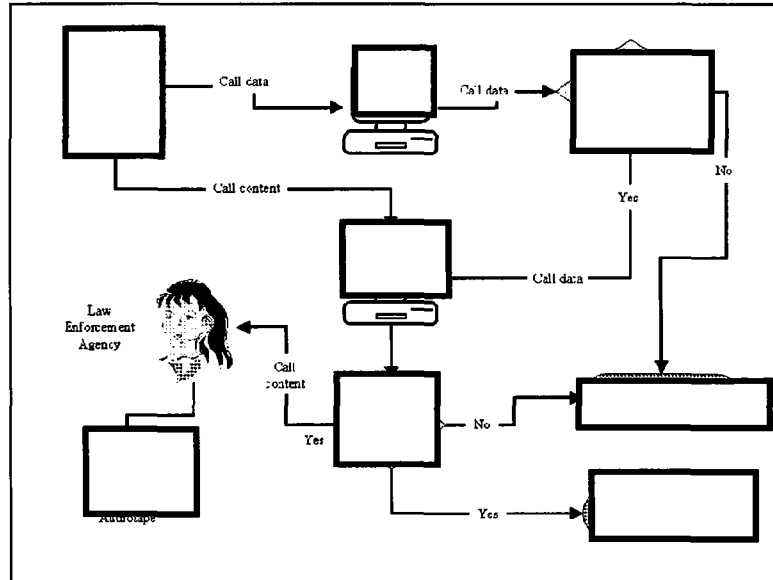 Call data
Call data
No
Call content
Yes
Call data
Law
Enforcement
Agency
Call
content
Yes
No
Audiotape
Yes